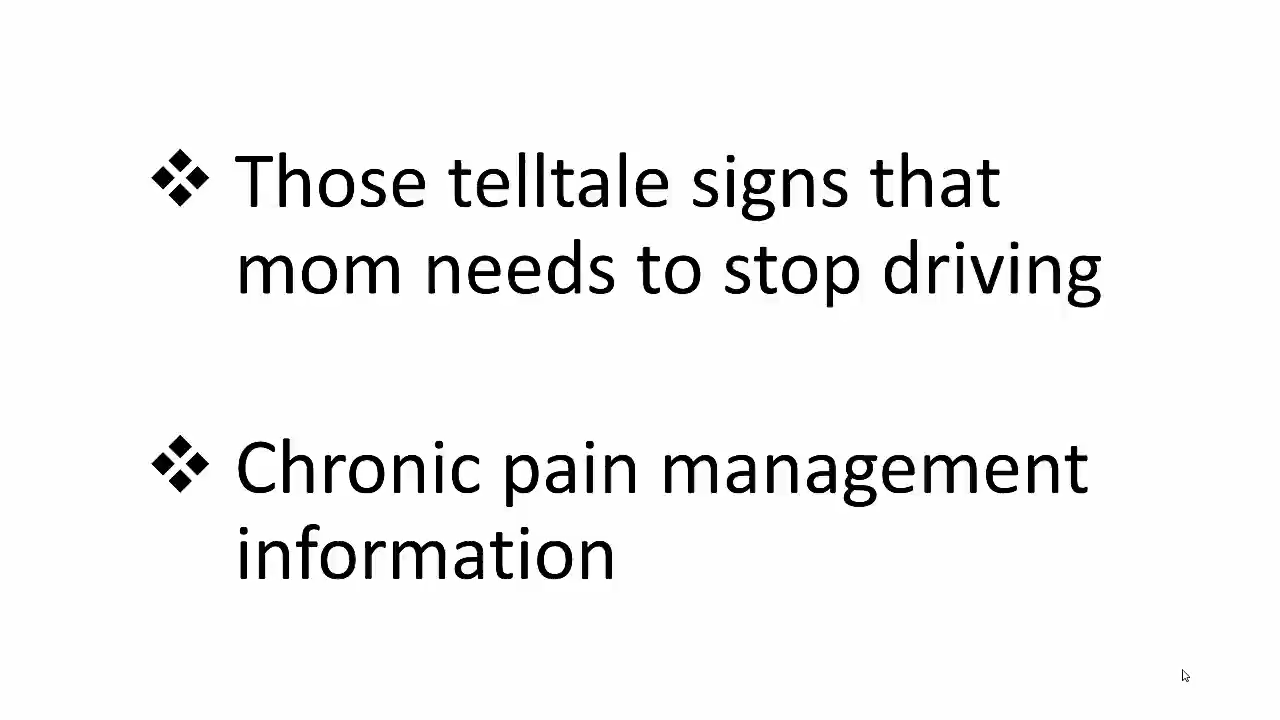 ❖ Those telltale signs that
mom needs to stop driving
❖ Chronic pain management
information